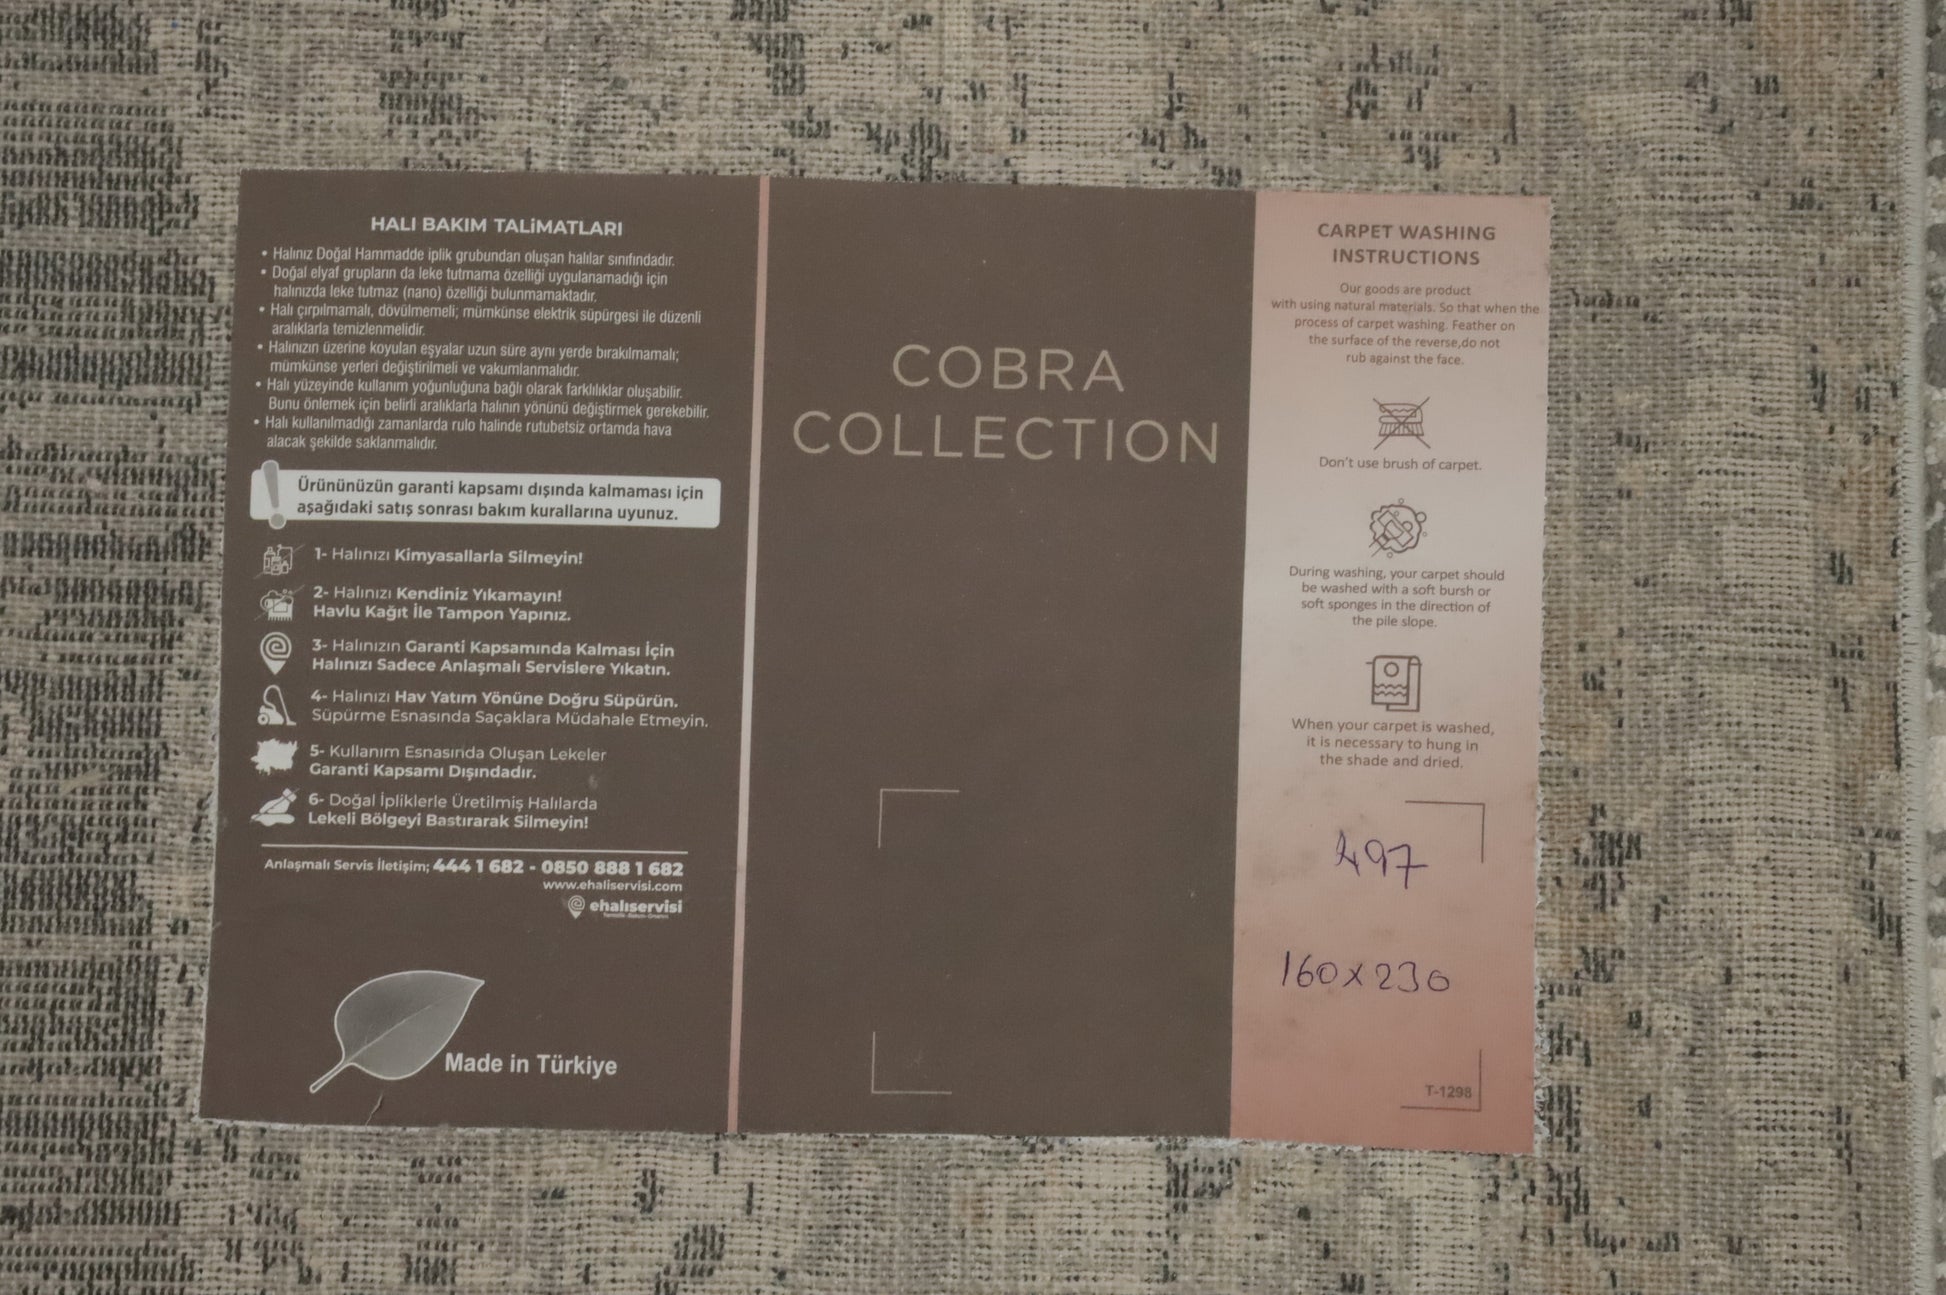 HALI BAKIM TALİMATLARI
• Halınız Doğal Hammadde iplik grubundan oluşan halılar sınıfındadır.
• Doğal elyaf grupların da leke tutmama özelliği uygulanamadığı için
halınızda leke tutmaz (nano) özelliği bulunmamaktadır.
• Halı çırpılmamalı, dövülmemeli; mümkünse elektrik süpürgesi ile düzenli
aralıklarla temizlenmelidir.
• Halınızın üzerine koyulan eşyalar uzun süre aynı yerde bırakılmamalı;
mümkünse yerleri değiştirilmeli ve vakumlanmalıdır.
• Halı yüzeyinde kullanım yoğunluğuna bağlı olarak farklılıklar oluşabilir.
Bunu önlemek için belirli aralıklarla halının yönünü değiştirmek gerekebilir.
• Halı kullanılmadığı zamanlarda rulo halinde rutubetsiz ortamda hava
alacak şekilde saklanmalıdır.
Ürününüzün garanti kapsamı dışında kalmaması için
aşağıdaki satış sonrası bakım kurallarına uyunuz.
1- Halınızı Kimyasallarla Silmeyin!
2- Halınızı Kendiniz Yıkamayın!
Havlu Kağıt İle Tampon Yapınız.
3- Halınızın Garanti Kapsamında Kalması İçin
Halınızı Sadece Anlaşmalı Servislere Yıkatın.
4- Halınızı Hav Yatım Yönüne Doğru Süpürün.
Süpürme Esnasında Saçaklara Müdahale Etmeyin.
5- Kullanım Esnasında Oluşan Lekeler
Garanti Kapsamı Dışındadır.
6- Doğal İpliklerle Üretilmiş Halılarda
Lekeli Bölgeyi Bastırarak Silmeyin!
Anlaşmalı Servis İletişim; 444 1 682 - 0850 888 1 682
www.ehaliservisi.com
ehalıservisi
Made in Türkiye
COBRA
COLLECTION
CARPET WASHING
INSTRUCTIONS
Our goods are product
with using natural materials. So that when the
process of carpet washing. Feather on
the surface of the reverse,do not
rub against the face.
Don't use brush of carpet.
During washing, your carpet should
be washed with a soft bursh or
soft sponges in the direction of
the pile slope.
When your carpet is washed,
it is necessary to hung in
the shade and dried.
497
160x230
T-1298